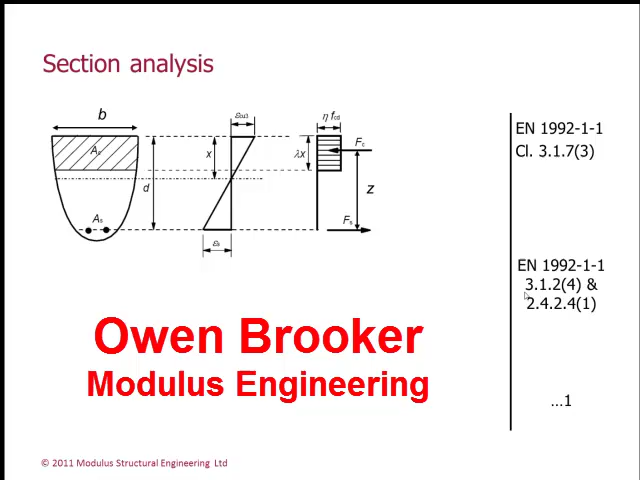 Section analysis
b
εcu3
η fcd
EN 1992-1-1
Cl. 3.1.7(3)
Ac
x
λx
Fc
d
z
As
Fs
εs
EN 1992-1-1
3.1.2(4) &
2.4.2.4(1)
Owen Brooker
Modulus Engineering
...1
© 2011 Modulus Structural Engineering Ltd